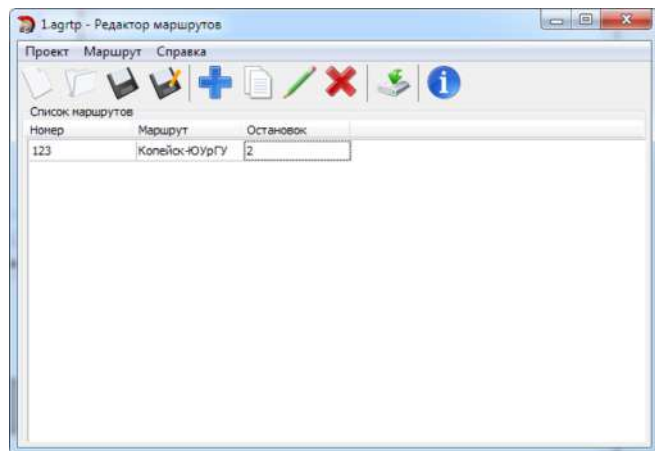 1.agrtp - Редактор маршрутов
Проект Маршрут Справка
Список маршрутов
Номер Маршрут Остановок
123 Копейск-ЮУрГУ 2